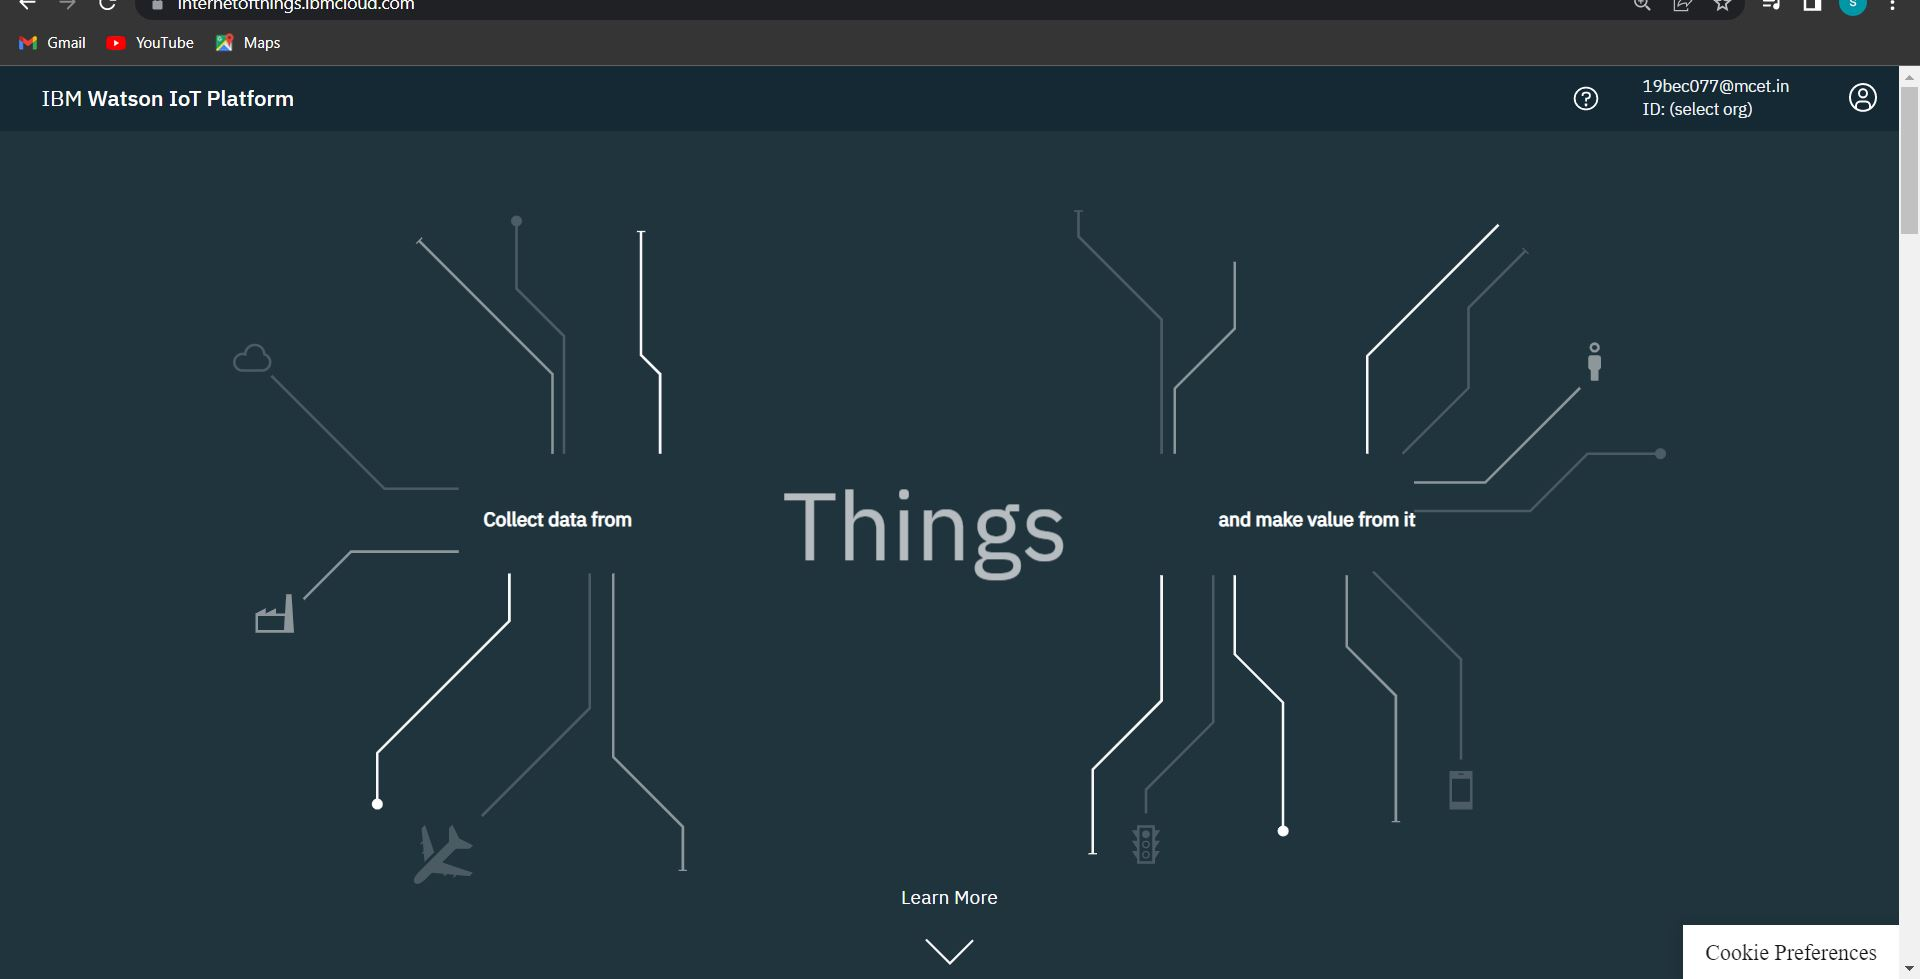 internetofthings.ibmcloud.com
S
Gmail YouTube Maps
IBM Watson IoT Platform
19bec077@mcet.in
ID: (select org)
Collect data from Things and make value from it
Learn More
Cookie Preferences